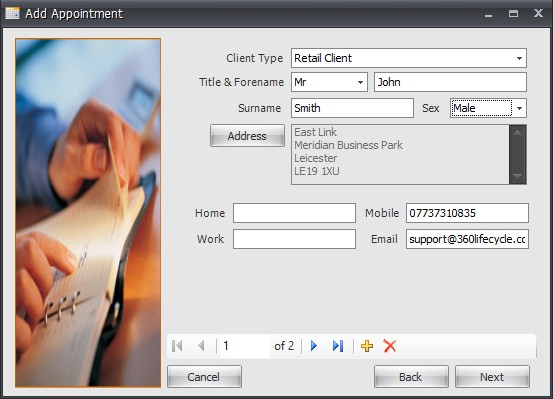 Add Appointment
Client Type Retail Client
Title & Forename Mr John
Surname Smith Sex Male
Address East Link
Meridian Business Park
Leicester
LE19 1XU
Home Mobile 07737310835
Work Email support@360lifecycle.cc
1 of 2
Cancel Back Next